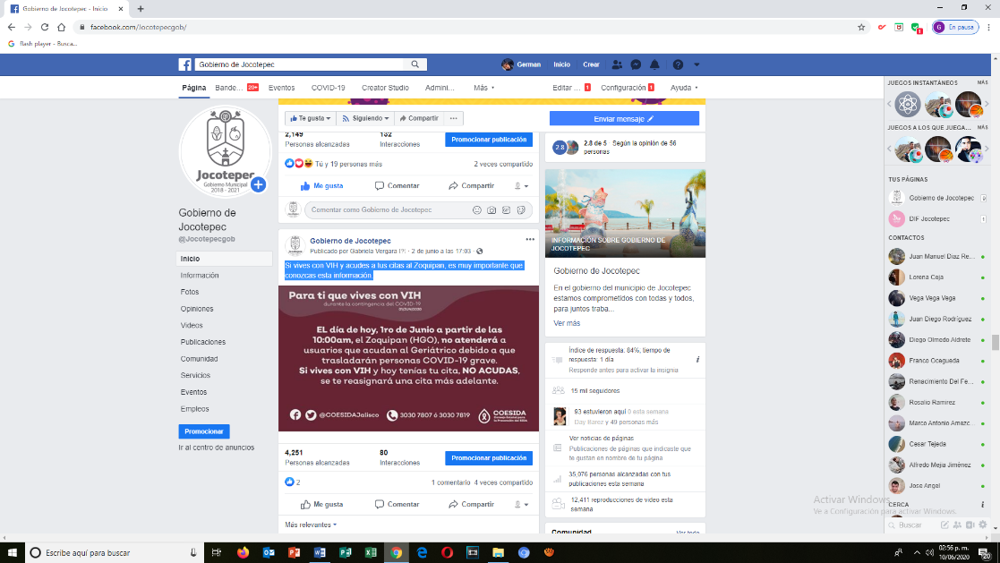 Gobierno de Jocotepec - Inicio
facebook.com/Jocotepecgob/
En pausa
flash player - Busca...
Gobierno de Jocotepec
German
Inicio
Crear
Página
Bande...
20+
Eventos
COVID-19
Creator Studio
Admini...
Más
Editar ...
1
Configuración
1
Ayuda
Te gusta
Siguiendo
Compartir
Enviar mensaje
Jocotepec
Gobierno Municipal
2018 - 2021
Gobierno de
Jocotepec
@Jocotepecgob
Inicio
Información
Fotos
Opiniones
Videos
Publicaciones
Comunidad
Servicios
Eventos
Empleos
Promocionar
Ir al centro de anuncios
2,149
Personas alcanzadas
132
Interacciones
Promocionar publicación
Tú y 19 personas más
2 veces compartido
Me gusta
Comentar
Compartir
Comentar como Gobierno de Jocotepec
Gobierno de Jocotepec
Publicado por Gabriela Vergara
2 de junio a las 17:03
Si vives con VIH y acudes a tus citas al Zoquipan, es muy importante que
conozcas esta información.
Para ti que vives con VIH
durante la contingencia del COVID-19
EL día de hoy, 1ro de Junio a partir de las
10:00am, el Zoquipan (HGO), no atenderá a
usuarios que acudan al Geriátrico debido a que
trasladarán personas COVID-19 grave.
Si vives con VIH y hoy tenías tu cita, NO ACUDAS,
se te reasignará una cita más adelante.
@COESIDAJalisco
3030 7807 ó 3030 7819
COESIDA
4,251
Personas alcanzadas
80
Interacciones
Promocionar publicación
2
1 comentario 4 veces compartido
Me gusta
Comentar
Compartir
Más relevantes
2.8
2.8 de 5 · Según la opinión de 56
personas
INFORMACIÓN SOBRE GOBIERNO DE
JOCOTEPEC
Gobierno de Jocotepec
En el gobierno del municipio de Jocotepec
estamos comprometidos con todas y todos,
para juntos traba...
Ver más
Índice de respuesta: 84%, tiempo de
respuesta: 1 día
Responde antes para activar la insignia
15 mil seguidores
93 estuvieron aquí 0 esta semana
Day Barez y 49 personas más
Ver noticias de páginas
Publicaciones de páginas que indicaste que
te gustan en nombre de tu página
35,076 personas alcanzadas con tus
publicaciones esta semana
12,411 reproducciones de video esta
semana
Comunidad
Ver todo
JUEGOS INSTANTÁNEOS
MÁS
JUEGOS A LOS QUE JUEGA...
MÁS
TUS PÁGINAS
Gobierno de Jocotepec
DIF Jocotepec
1
CONTACTOS
Juan Manuel Diaz Re...
Lorena Ceja
Vega Vega Vega
Juan Diego Rodríguez
Diego Olmedo Aldrete
Franco Ocegueda
Renacimiento Del Fe...
Rosalio Ramirez
Marco Antonio Amezc...
Cesar Tejeda
Alfredo Mejia Jiménez
Jose Angel
CERCA
Buscar
Activar Windows
Ve a Configuración para activar Windows.
Escribe aquí para buscar
02:56 p. m.
10/06/2020
20